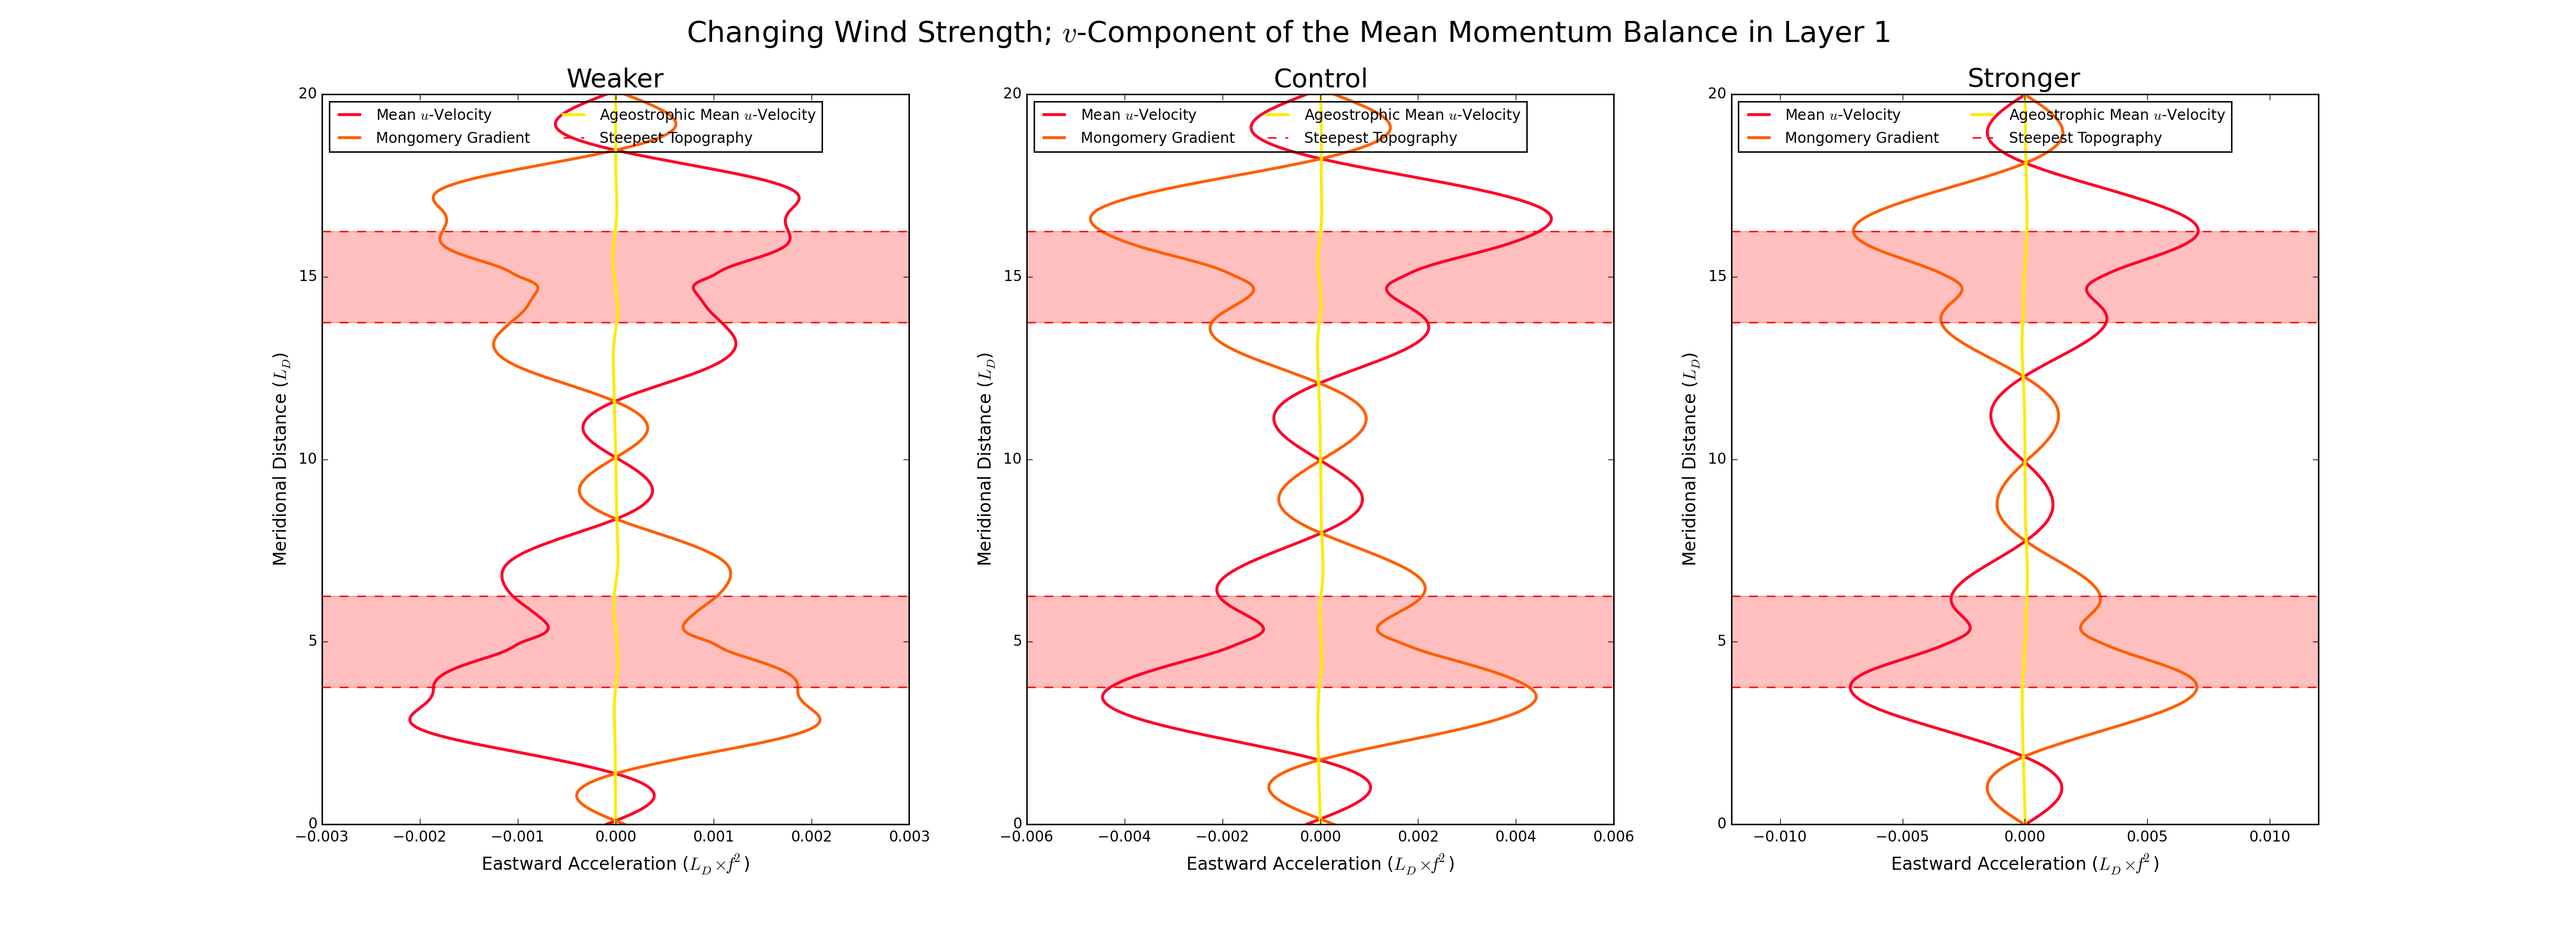 Changing Wind Strength; v-Component of the Mean Momentum Balance in Layer 1
Weaker
Mean u-Velocity
Mongomery Gradient
Ageostrophic Mean u-Velocity
Steepest Topography
20
15
10
5
0
Meridional Distance (L_D)
−0.003 −0.002 −0.001 0.000 0.001 0.002 0.003
Eastward Acceleration (L_D×f²)
Control
Mean u-Velocity
Mongomery Gradient
Ageostrophic Mean u-Velocity
Steepest Topography
20
15
10
5
0
Meridional Distance (L_D)
−0.006 −0.004 −0.002 0.000 0.002 0.004 0.006
Eastward Acceleration (L_D×f²)
Stronger
Mean u-Velocity
Mongomery Gradient
Ageostrophic Mean u-Velocity
Steepest Topography
20
15
10
5
0
Meridional Distance (L_D)
−0.010 −0.005 0.000 0.005 0.010
Eastward Acceleration (L_D×f²)